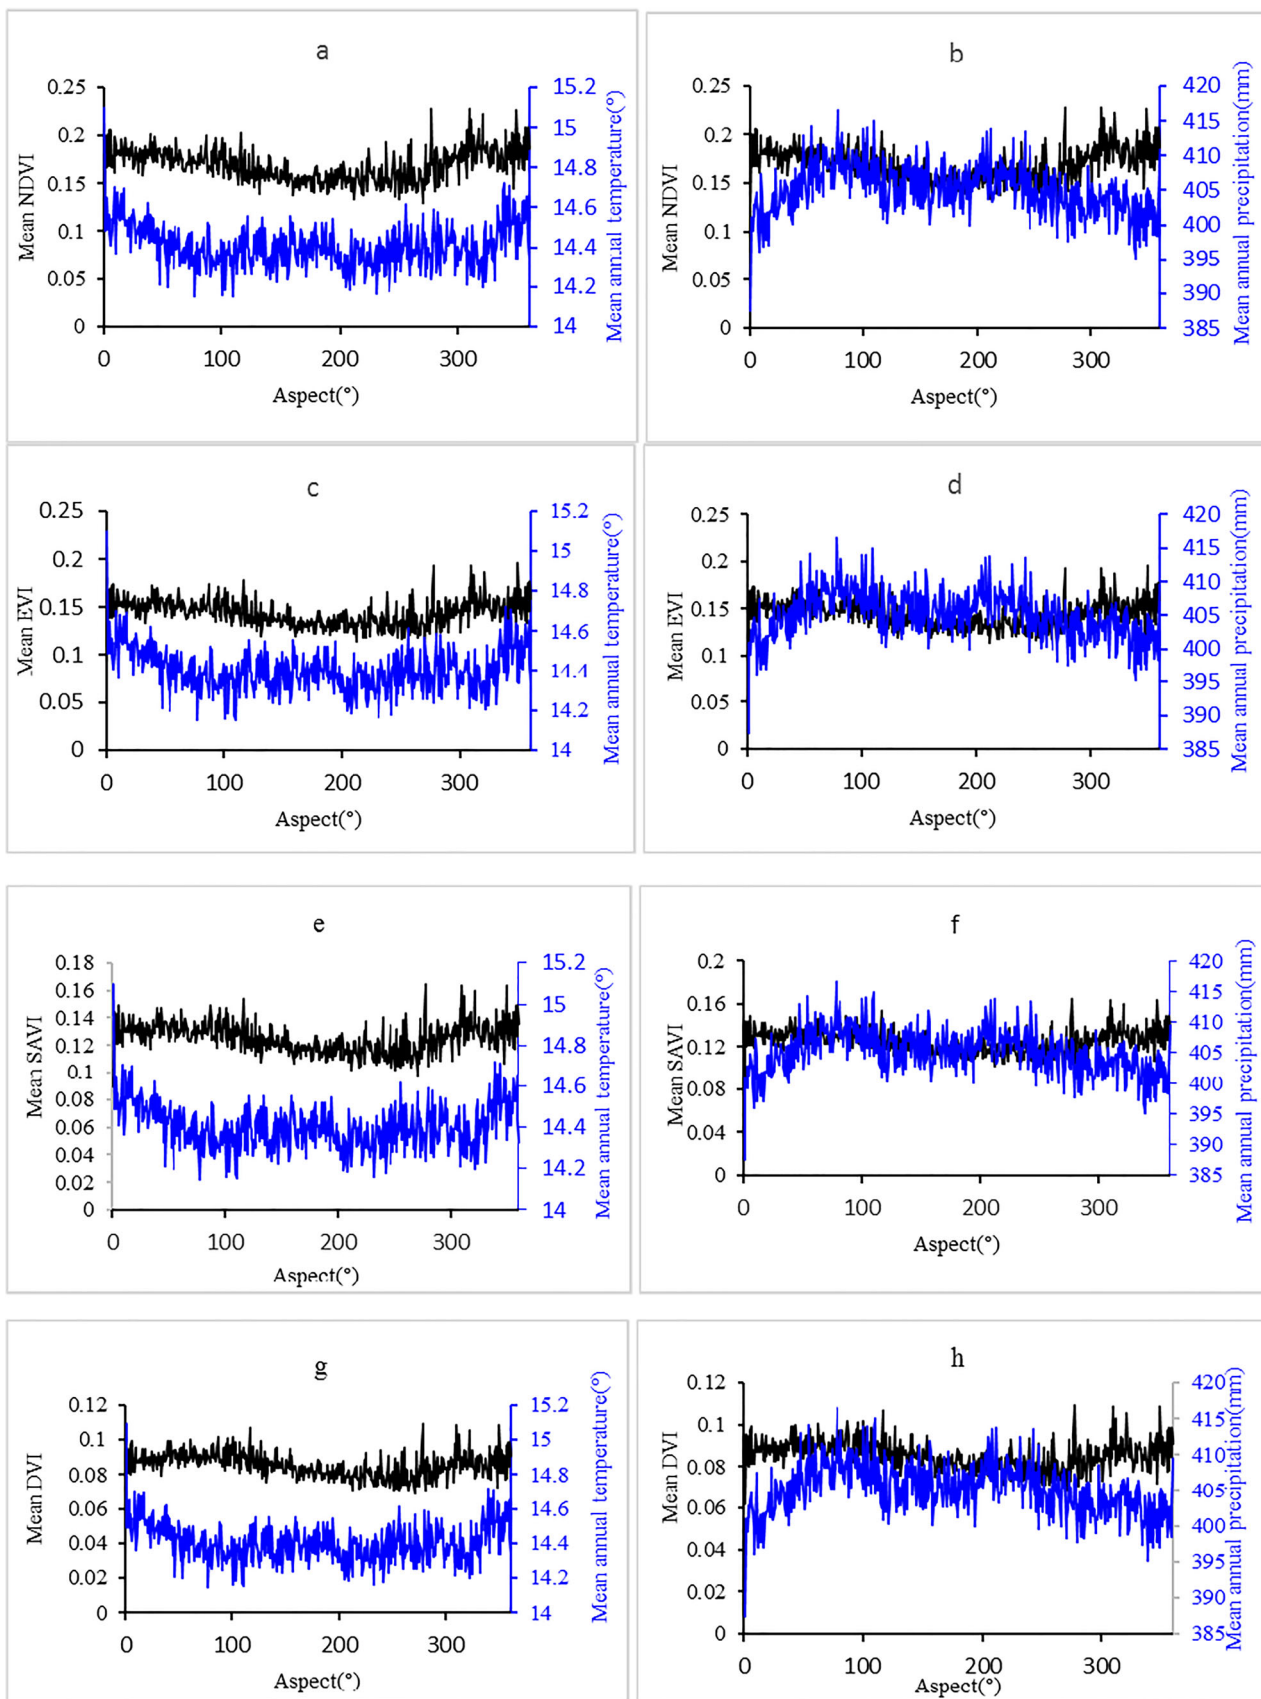 a
0.25
0.2
0.15
0.1
0.05
0
Mean NDVI
15.2
15
14.8
14.6
14.4
14.2
14
Mean annual temperature(°)
0 100 200 300
Aspect(°)
b
0.25
0.2
0.15
0.1
0.05
0
Mean NDVI
420
415
410
405
400
395
390
385
Mean annual precipitation(mm)
0 100 200 300
Aspect(°)
c
0.25
0.2
0.15
0.1
0.05
0
Mean EVI
15.2
15
14.8
14.6
14.4
14.2
14
Mean annual temperature(°)
0 100 200 300
Aspect(°)
d
0.25
0.2
0.15
0.1
0.05
0
Mean EVI
420
415
410
405
400
395
390
385
Mean annual precipitation(mm)
0 100 200 300
Aspect(°)
e
0.18
0.16
0.14
0.12
0.1
0.08
0.06
0.04
0.02
0
Mean SAVI
15.2
15
14.8
14.6
14.4
14.2
14
Mean annual temperature(°)
0 100 200 300
Aspect(°)
f
0.2
0.16
0.12
0.08
0.04
0
Mean SAVI
420
415
410
405
400
395
390
385
Mean annual precipitation(mm)
0 100 200 300
Aspect(°)
g
0.12
0.1
0.08
0.06
0.04
0.02
0
Mean DVI
15.2
15
14.8
14.6
14.4
14.2
14
Mean annual temperature(°)
0 100 200 300
Aspect(°)
h
0.12
0.1
0.08
0.06
0.04
0.02
0
Mean DVI
420
415
410
405
400
395
390
385
Mean annual precipitation(mm)
0 100 200 300
Aspect(°)